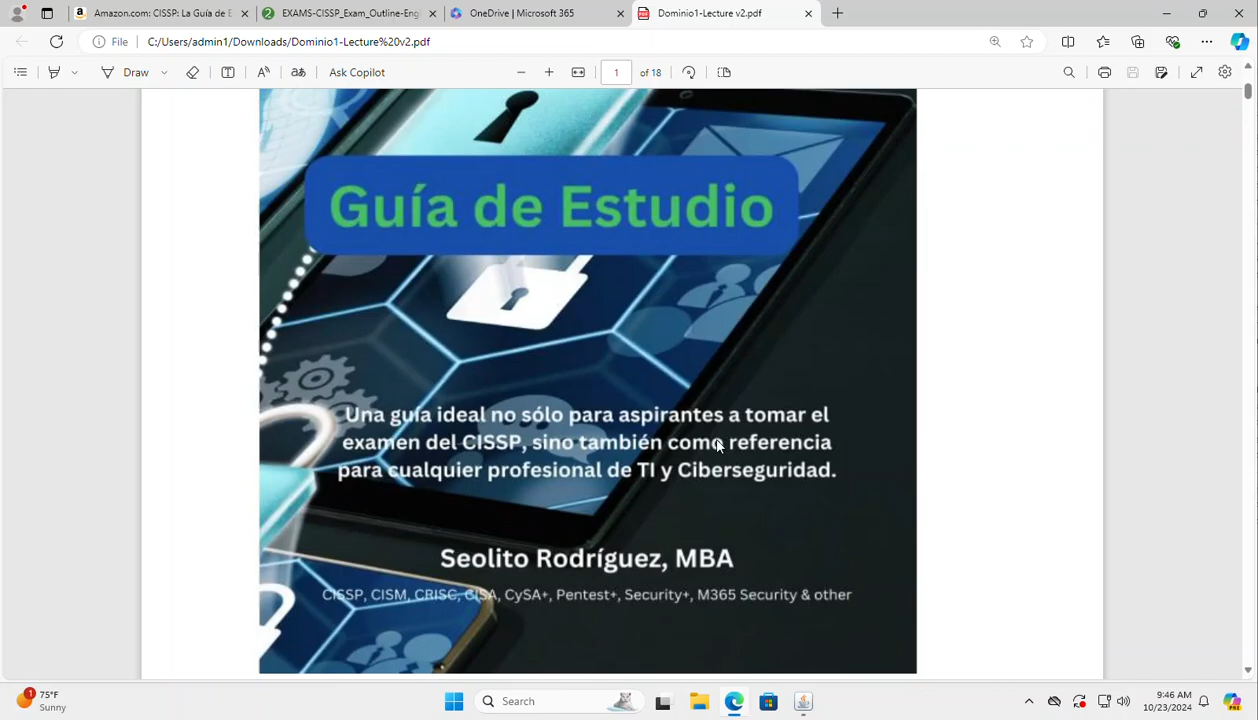 Amazon.com: CISSP: La Guía de E
EXAMS-CISSP_Exam_Outline-Engl
OneDrive | Microsoft 365
Dominio1-Lecture v2.pdf
File
C:/Users/admin1/Downloads/Dominio1-Lecture%20v2.pdf
Draw
Ask Copilot
1 of 18
Guía de Estudio
Una guía ideal no sólo para aspirantes a tomar el
examen del CISSP, sino también como referencia
para cualquier profesional de TI y Ciberseguridad.
Seolito Rodríguez, MBA
CISSP, CISM, CRISC, CISA, CySA+, Pentest+, Security+, M365 Security & other
1
75°F
Sunny
Search
9:46 AM
10/23/2024
PRE